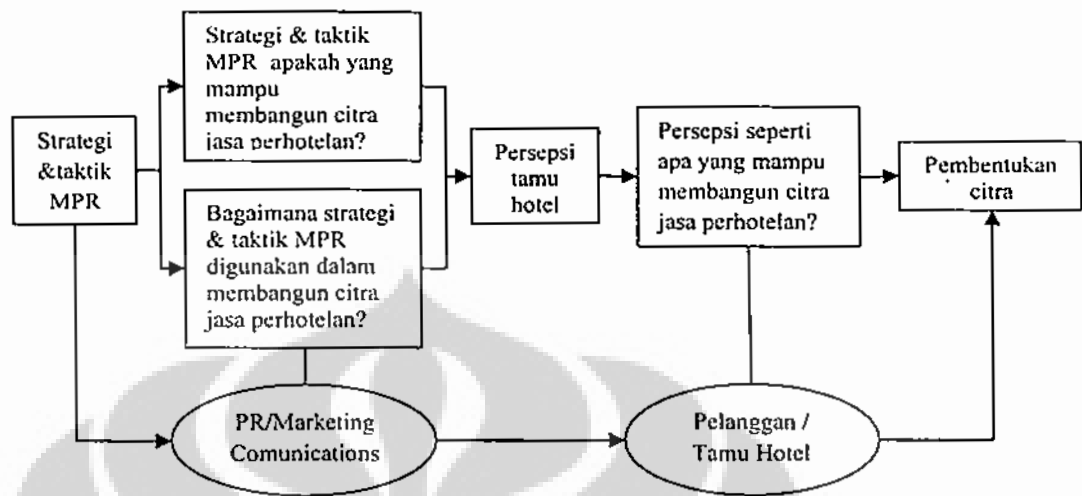 Strategi
&taktik
MPR
Strategi & taktik
MPR apakah yang
mampu
membangun citra
jasa perhotelan?
Bagaimana strategi
& taktik MPR
digunakan dalam
membangun citra
jasa perhotelan?
Persepsi
tamu
hotel
Persepsi seperti
apa yang mampu
membangun citra
jasa perhotelan?
Pembentukan
citra
PR/Marketing
Comunications
Pelanggan /
Tamu Hotel